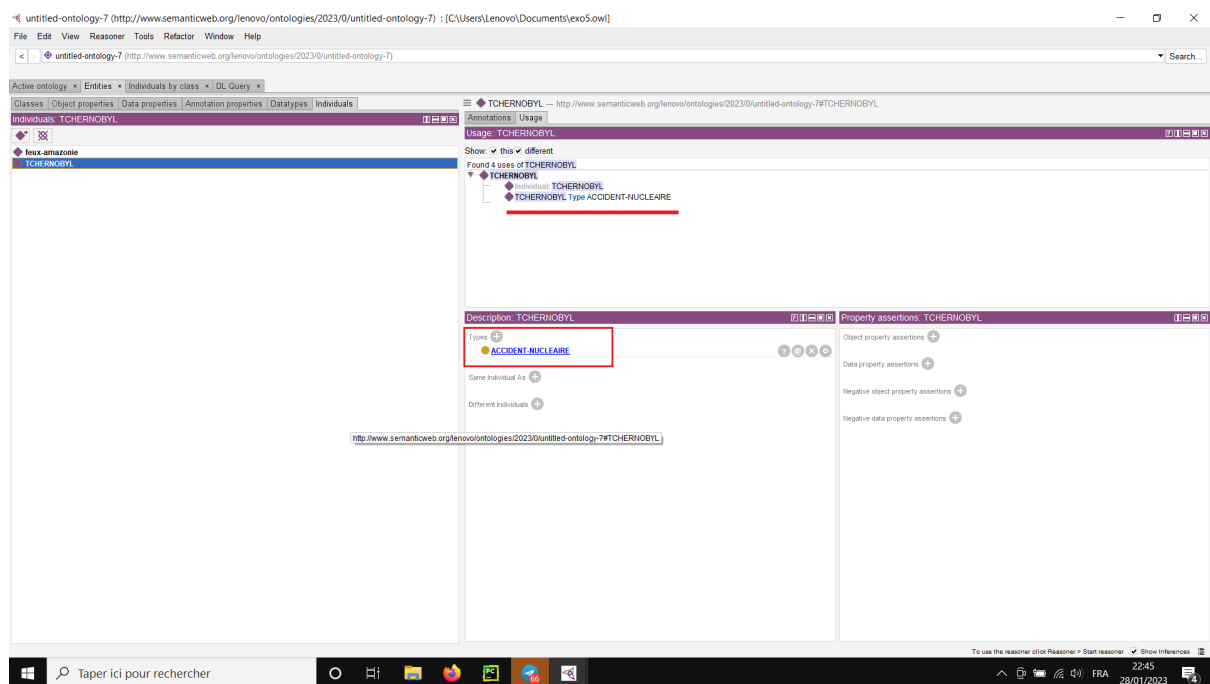 untitled-ontology-7 (http://www.semanticweb.org/lenovo/ontologies/2023/0/untitled-ontology-7) : [C:\Users\Lenovo\Documents\exo5.owl]
File Edit View Reasoner Tools Refactor Window Help
< > untitled-ontology-7 (http://www.semanticweb.org/lenovo/ontologies/2023/0/untitled-ontology-7) Search...
Active ontology × Entities × Individuals by class × DL Query ×
Classes Object properties Data properties Annotation properties Datatypes Individuals
Individuals: TCHERNOBYL
feux-amazonie
TCHERNOBYL
TCHERNOBYL — http://www.semanticweb.org/lenovo/ontologies/2023/0/untitled-ontology-7#TCHERNOBYL
Annotations Usage
Usage: TCHERNOBYL
Show: this different
Found 4 uses of TCHERNOBYL
TCHERNOBYL
Individual: TCHERNOBYL
TCHERNOBYL Type ACCIDENT-NUCLEAIRE
Description: TCHERNOBYL
Types
ACCIDENT-NUCLEAIRE
Same Individual As
Different Individuals
http://www.semanticweb.org/lenovo/ontologies/2023/0/untitled-ontology-7#TCHERNOBYL
Property assertions: TCHERNOBYL
Object property assertions
Data property assertions
Negative object property assertions
Negative data property assertions
To use the reasoner click Reasoner > Start reasoner Show Inferences
Taper ici pour rechercher
PC
66
FRA
22:45
28/01/2023
4